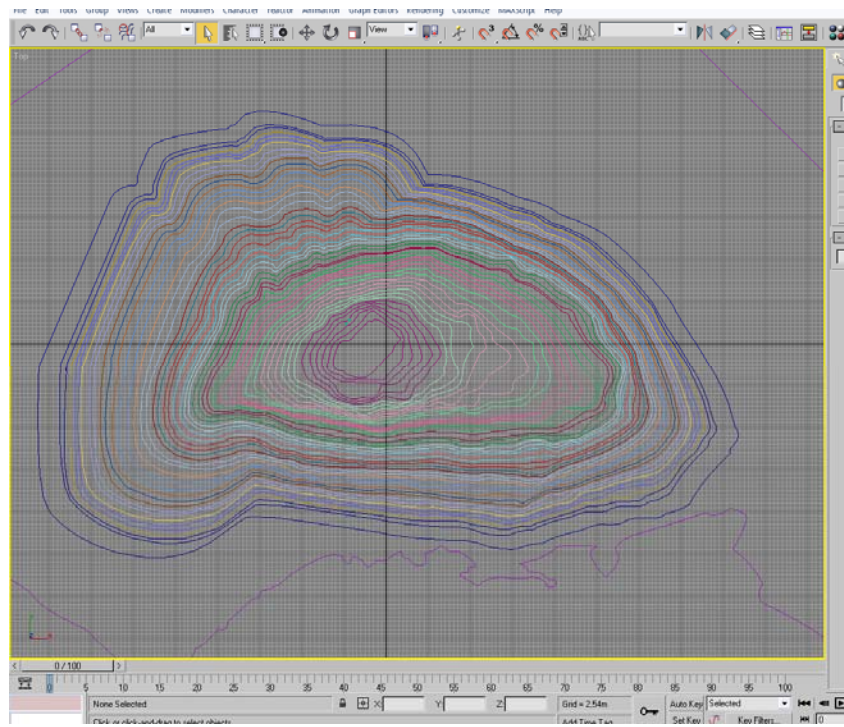 File Edit Tools Group Views Create Modifiers Character reactor Animation Graph Editors Rendering Customize MAXScript Help
All View
Top
0 / 100
0 5 10 15 20 25 30 35 40 45 50 55 60 65 70 75 80 85 90 95 100
None Selected X: Y: Z: Grid = 2.54m Auto Key Selected
Click or click-and-drag to select objects Add Time Tag Set Key Key Filters... 0